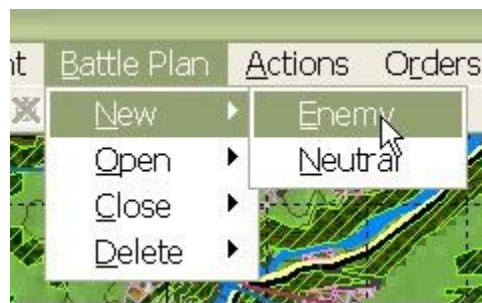 nt Battle Plan Actions Orders
New Enemy
Open Neutral
Close
Delete